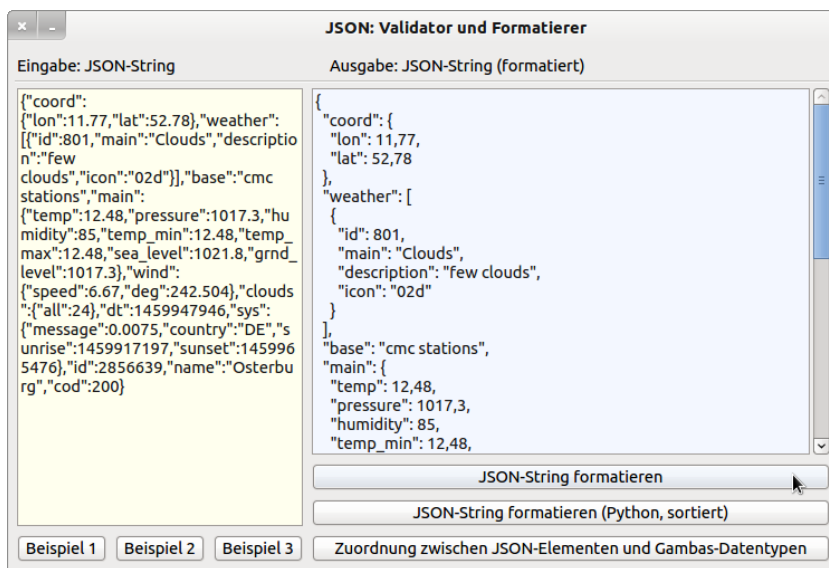 JSON: Validator und Formatierer
Eingabe: JSON-String
Ausgabe: JSON-String (formatiert)
{"coord":
{"lon":11.77,"lat":52.78},"weather":
[{"id":801,"main":"Clouds","descriptio
n":"few
clouds","icon":"02d"}],"base":"cmc
stations","main":
{"temp":12.48,"pressure":1017.3,"hu
midity":85,"temp_min":12.48,"temp_
max":12.48,"sea_level":1021.8,"grnd_
level":1017.3},"wind":
{"speed":6.67,"deg":242.504},"clouds
":{"all":24},"dt":1459947946,"sys":
{"message":0.0075,"country":"DE","s
unrise":1459917197,"sunset":1459965
5476},"id":2856639,"name":"Osterbu
rg","cod":200}
{
"coord": {
"lon": 11,77,
"lat": 52,78
},
"weather": [
{
"id": 801,
"main": "Clouds",
"description": "few clouds",
"icon": "02d"
}
],
"base": "cmc stations",
"main": {
"temp": 12,48,
"pressure": 1017,3,
"humidity": 85,
"temp_min": 12,48,
JSON-String formatieren
JSON-String formatieren (Python, sortiert)
Beispiel 1
Beispiel 2
Beispiel 3
Zuordnung zwischen JSON-Elementen und Gambas-Datentypen